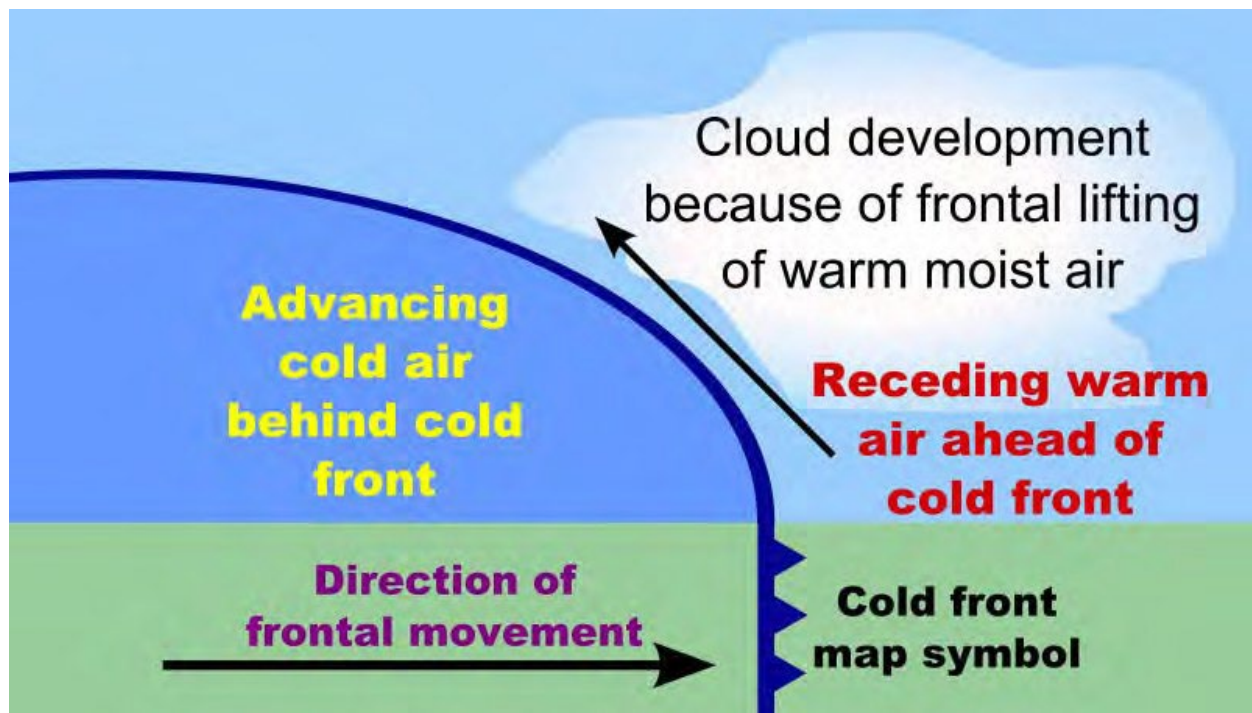 Cloud development
because of frontal lifting
of warm moist air
Advancing
cold air
behind cold
front
Receding warm
air ahead of
cold front
Direction of
frontal movement
Cold front
map symbol